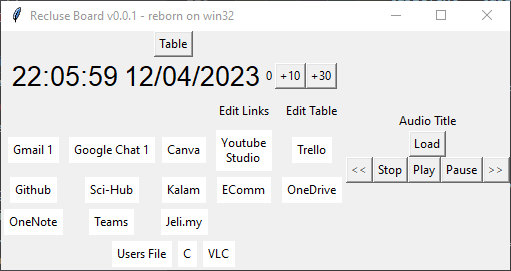 Recluse Board v0.0.1 - reborn on win32
Table
22:05:59 12/04/2023 0 +10 +30
Edit Links Edit Table
Audio Title
Load
<< Stop Play Pause >>
Gmail 1 Google Chat 1 Canva Youtube Studio Trello
Github Sci-Hub Kalam EComm OneDrive
OneNote Teams Jeli.my
Users File C VLC